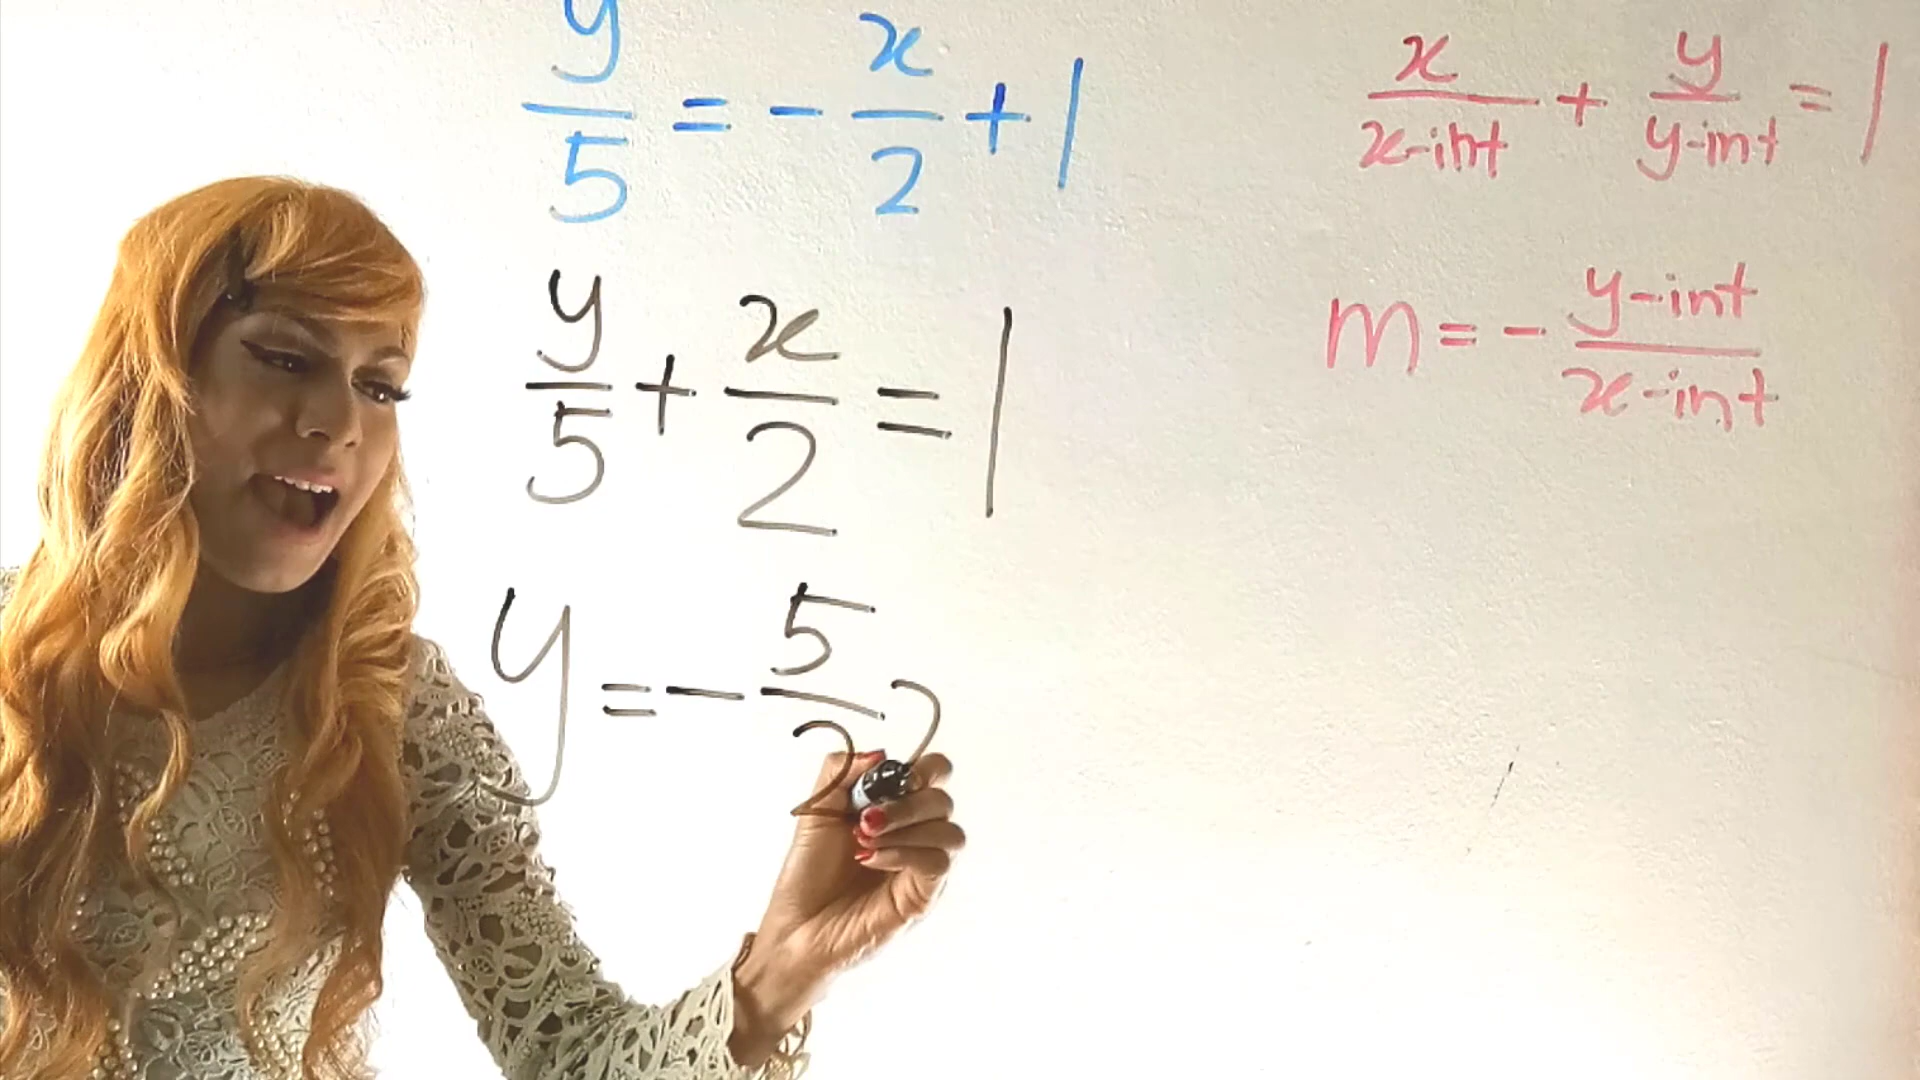 y/5 = - x/2 + 1
y/5 + x/2 = 1
y = - 5/2
x/x-int + y/y-int = 1
m = - y-int/x-int